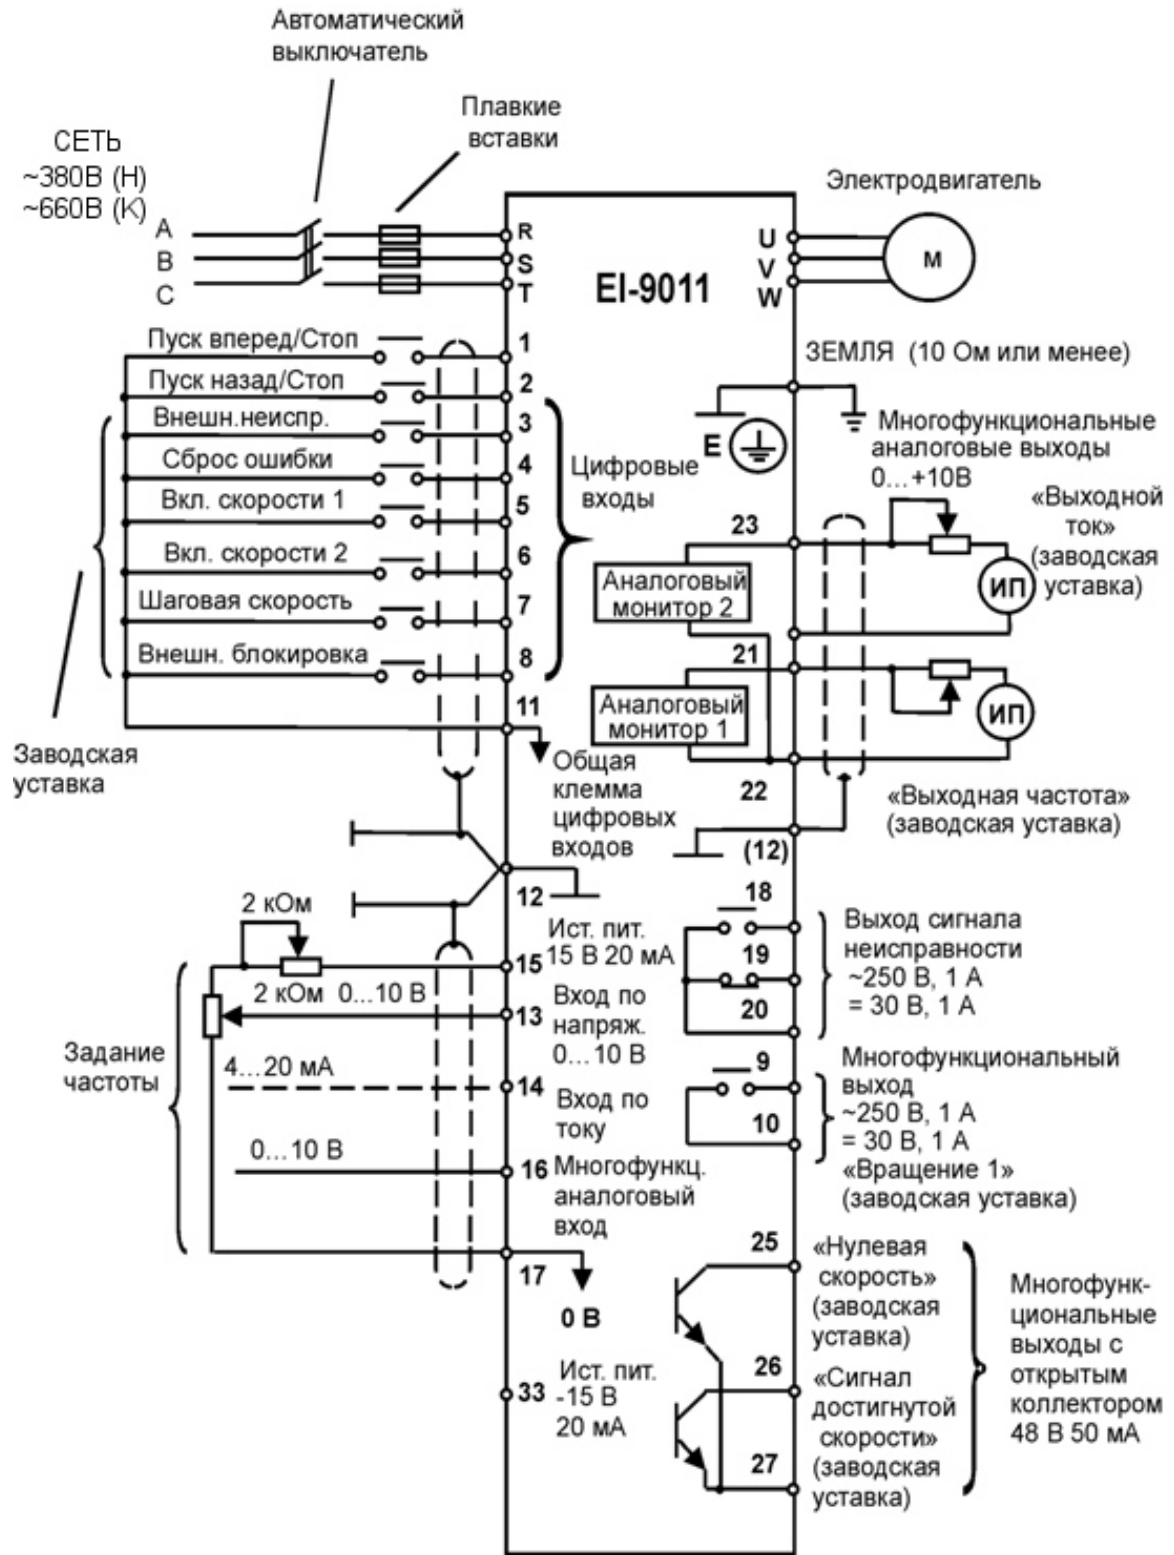 Автоматический
выключатель
Плавкие
вставки
СЕТЬ
~380В (Н)
~660В (К)
A
B
C
R
S
T
EI-9011
U
V
W
Электродвигатель
М
Пуск вперед/Стоп
1
Пуск назад/Стоп
2
Внешн.неиспр.
3
Сброс ошибки
4
Вкл. скорости 1
5
Вкл. скорости 2
6
Шаговая скорость
7
Внешн. блокировка
8
11
Цифровые
входы
Заводская
уставка
Общая
клемма
цифровых
входов
12
ЗЕМЛЯ (10 Ом или менее)
E
Многофункциональные
аналоговые выходы
0...+10В
«Выходной
ток»
(заводская
уставка)
23
Аналоговый
монитор 2
ИП
21
Аналоговый
монитор 1
ИП
22
«Выходная частота»
(заводская уставка)
(12)
2 кОм
15
Ист. пит.
15 В 20 мА
2 кОм 0...10 В
13
Вход по
напряж.
0...10 В
Задание
частоты
4...20 мА
14
Вход по
току
0...10 В
16
Многофункц.
аналоговый
вход
17
0 В
33
Ист. пит.
-15 В
20 мА
18
19
20
Выход сигнала
неисправности
~250 В, 1 А
= 30 В, 1 А
9
10
Многофункциональный
выход
~250 В, 1 А
= 30 В, 1 А
«Вращение 1»
(заводская уставка)
25
«Нулевая
скорость»
(заводская
уставка)
26
«Сигнал
достигнутой
скорости»
(заводская
уставка)
27
Многофунк-
циональные
выходы с
открытым
коллектором
48 В 50 мА